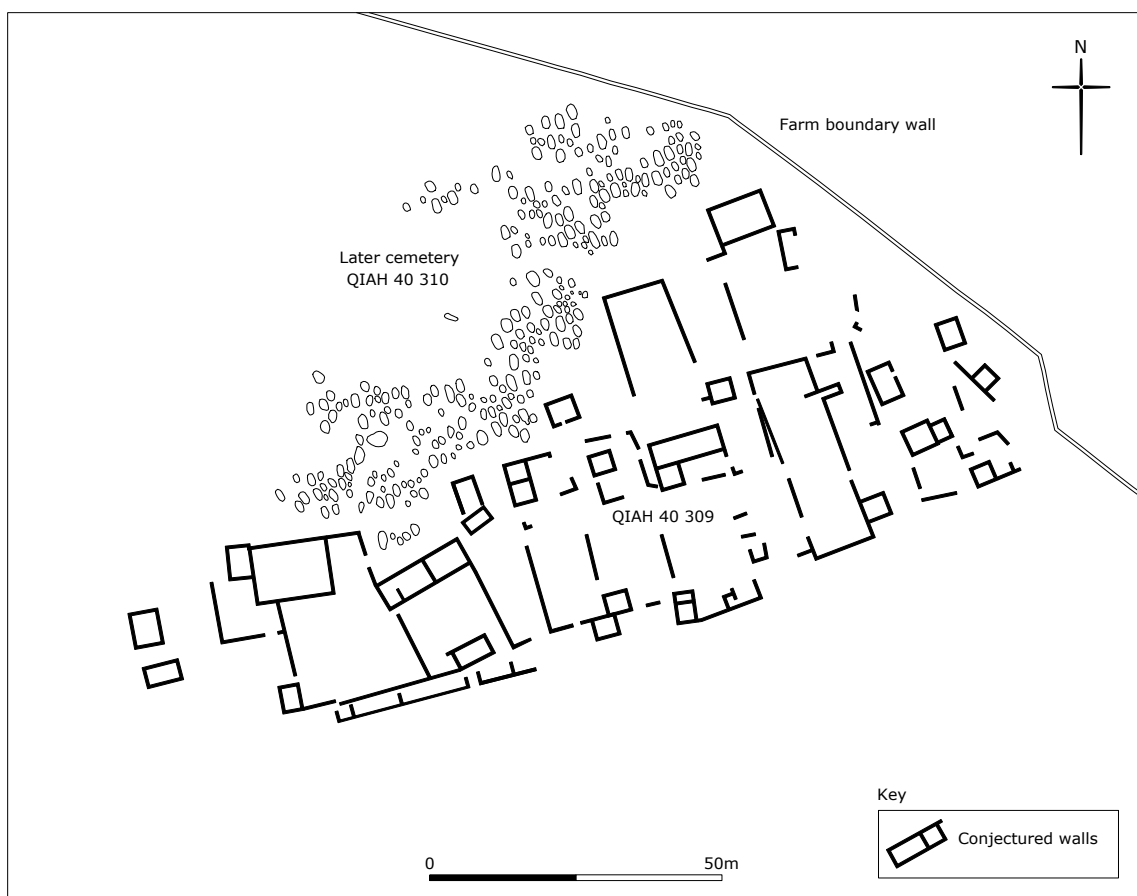 N
Farm boundary wall
Later cemetery
QIAH 40 310
QIAH 40 309
Key
Conjectured walls
0
50m